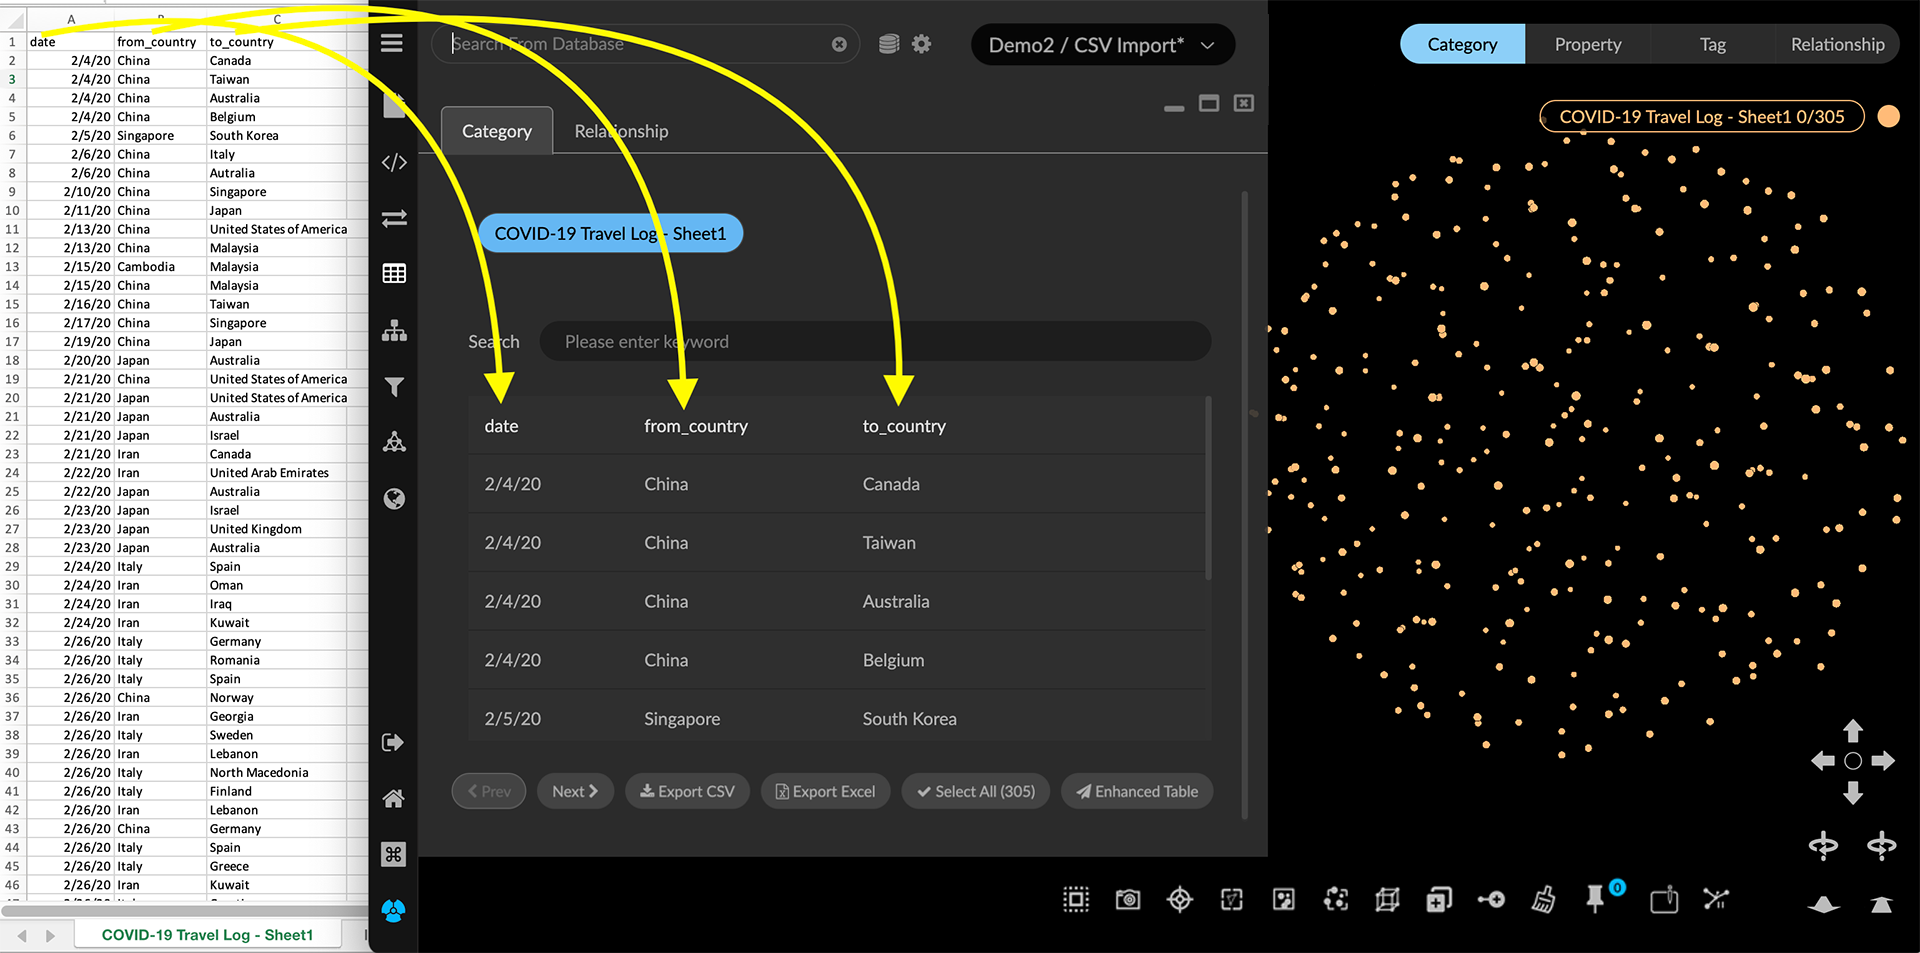 A B C
1 date from_country to_country
2 2/4/20 China Canada
3 2/4/20 China Taiwan
4 2/4/20 China Australia
5 2/4/20 China Belgium
6 2/5/20 Singapore South Korea
7 2/6/20 China Italy
8 2/6/20 China Autralia
9 2/10/20 China Singapore
10 2/11/20 China Japan
11 2/13/20 China United States of America
12 2/13/20 China Malaysia
13 2/15/20 Cambodia Malaysia
14 2/15/20 China Malaysia
15 2/16/20 China Taiwan
16 2/17/20 China Singapore
17 2/19/20 China Japan
18 2/20/20 Japan Australia
19 2/21/20 China United States of America
20 2/21/20 Japan United States of America
21 2/21/20 Japan Australia
22 2/21/20 Japan Israel
23 2/21/20 Iran Canada
24 2/22/20 Iran United Arab Emirates
25 2/22/20 Japan Australia
26 2/23/20 Japan Israel
27 2/23/20 Japan United Kingdom
28 2/23/20 Japan Australia
29 2/24/20 Italy Spain
30 2/24/20 Iran Oman
31 2/24/20 Iran Iraq
32 2/24/20 Iran Kuwait
33 2/26/20 Italy Germany
34 2/26/20 Italy Romania
35 2/26/20 Italy Spain
36 2/26/20 China Norway
37 2/26/20 Iran Georgia
38 2/26/20 Italy Sweden
39 2/26/20 Iran Lebanon
40 2/26/20 Italy North Macedonia
41 2/26/20 Italy Finland
42 2/26/20 Iran Lebanon
43 2/26/20 China Germany
44 2/26/20 Italy Spain
45 2/26/20 Italy Greece
46 2/26/20 Iran Kuwait
COVID-19 Travel Log - Sheet1
Search From Database
Demo2 / CSV Import*
Category Relationship
COVID-19 Travel Log - Sheet1
Search Please enter keyword
date from_country to_country
2/4/20 China Canada
2/4/20 China Taiwan
2/4/20 China Australia
2/4/20 China Belgium
2/5/20 Singapore South Korea
Prev Next Export CSV Export Excel Select All (305) Enhanced Table
Category Property Tag Relationship
COVID-19 Travel Log - Sheet1 0/305
0